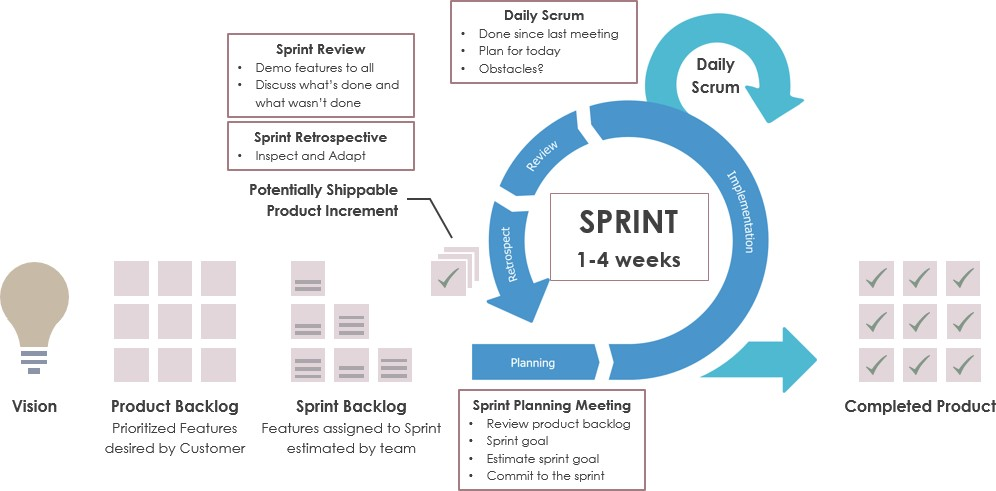 Daily Scrum
• Done since last meeting
• Plan for today
• Obstacles?
Sprint Review
• Demo features to all
• Discuss what's done and
what wasn't done
Sprint Retrospective
• Inspect and Adapt
Daily
Scrum
Potentially Shippable
Product Increment
Review
Retrospect
Implementation
Planning
SPRINT
1-4 weeks
Vision
Product Backlog
Prioritized Features
desired by Customer
Sprint Backlog
Features assigned to Sprint
estimated by team
Sprint Planning Meeting
• Review product backlog
• Sprint goal
• Estimate sprint goal
• Commit to the sprint
Completed Product